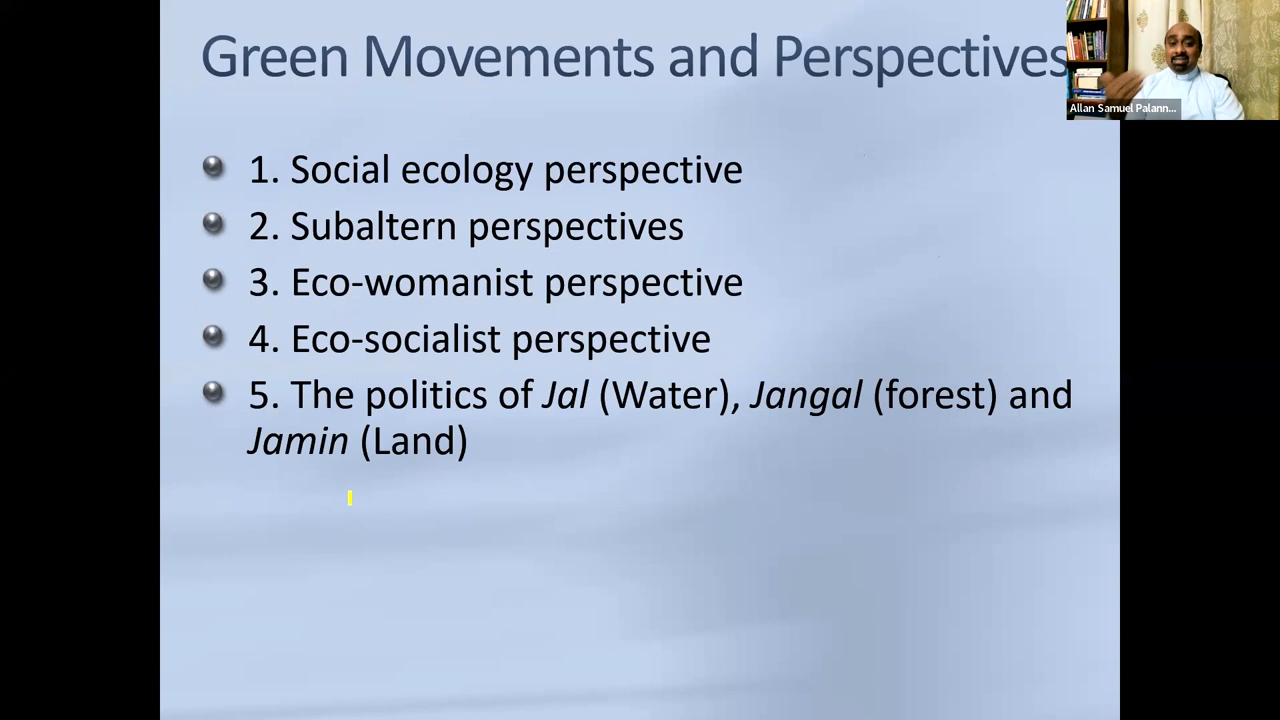 Green Movements and Perspectives
Allan Samuel Palann...
1. Social ecology perspective
2. Subaltern perspectives
3. Eco-womanist perspective
4. Eco-socialist perspective
5. The politics of Jal (Water), Jangal (forest) and
Jamin (Land)